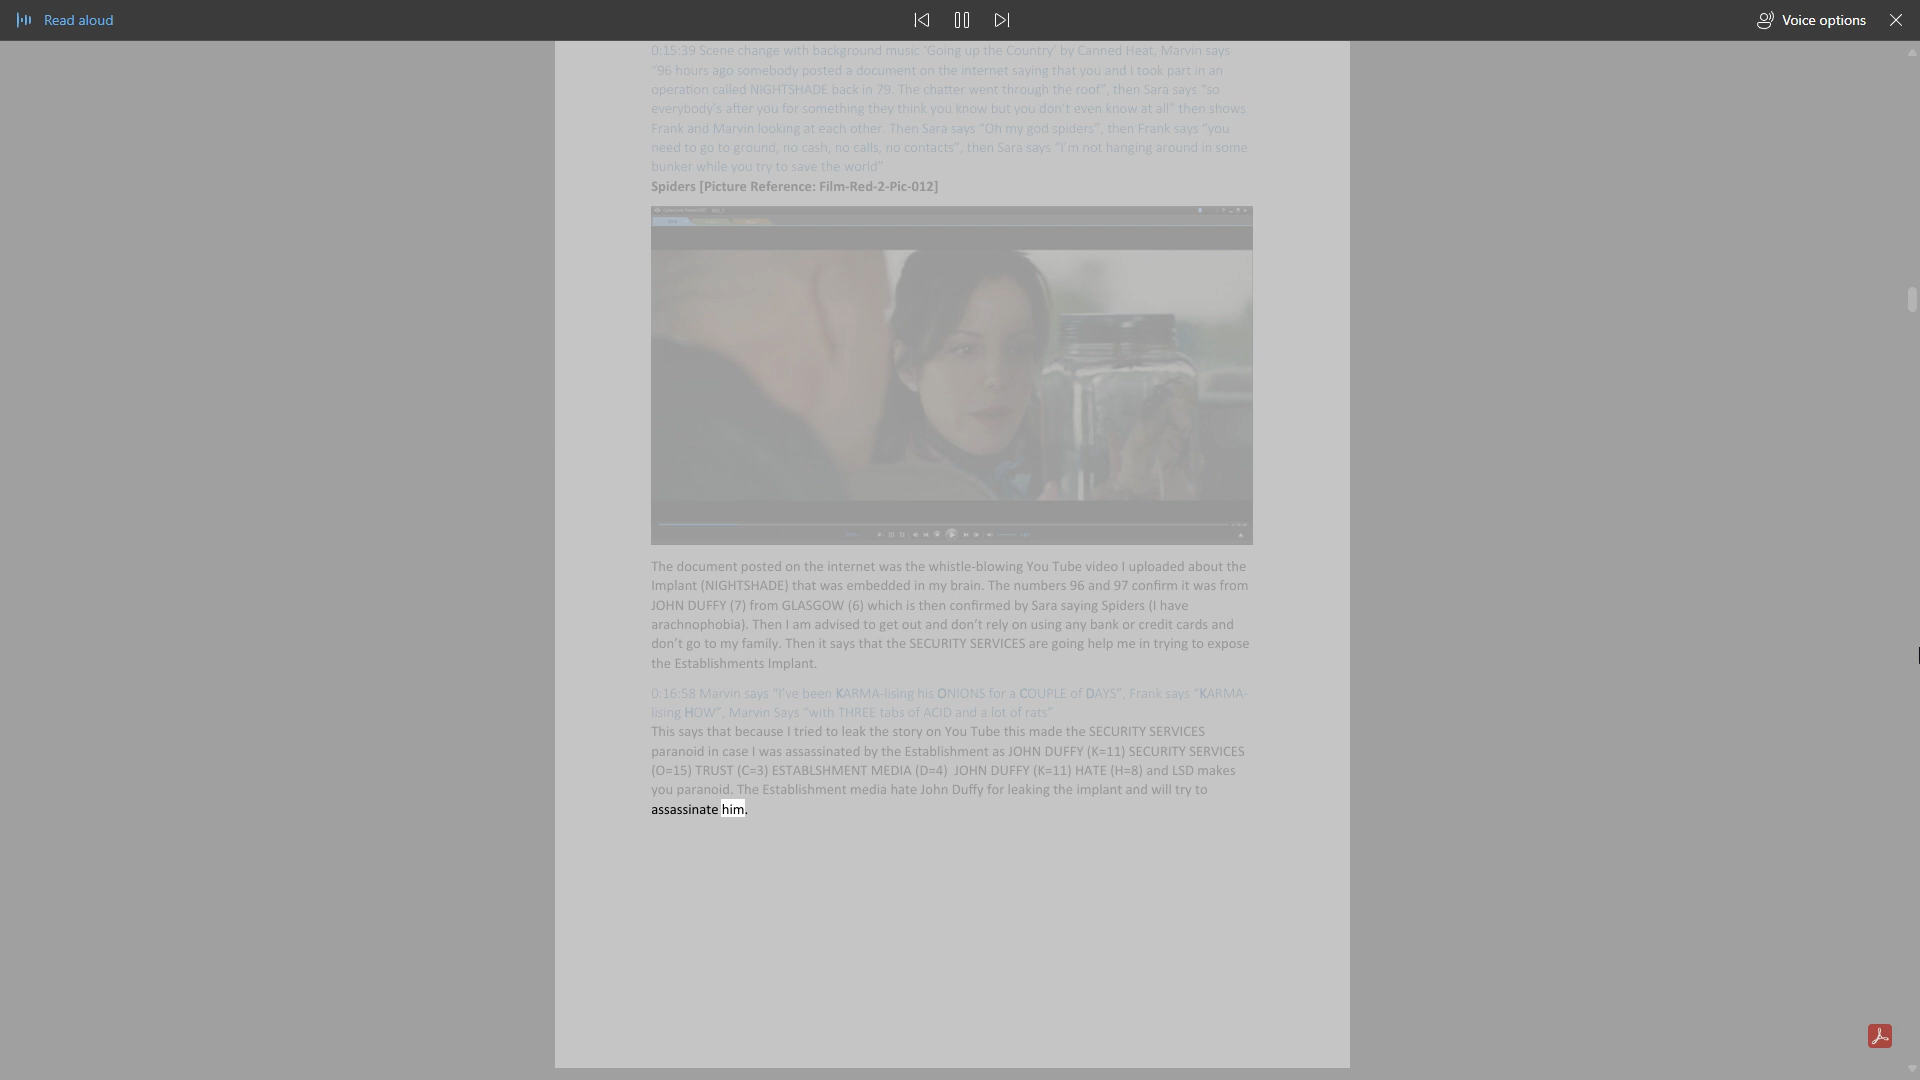 Read aloud
Voice options
0:15:39 Scene change with background music ‘Going up the Country’ by Canned Heat, Marvin says
“96 hours ago somebody posted a document on the internet saying that you and I took part in an
operation called NIGHTSHADE back in 79. The chatter went through the roof”, then Sara says “so
everybody’s after you for something they think you know but you don’t even know at all” then shows
Frank and Marvin looking at each other. Then Sara says “Oh my god spiders”, then Frank says “you
need to go to ground, no cash, no calls, no contacts”, then Sara says “I’m not hanging around in some
bunker while you try to save the world”
Spiders [Picture Reference: Film-Red-2-Pic-012]
The document posted on the internet was the whistle-blowing You Tube video I uploaded about the
Implant (NIGHTSHADE) that was embedded in my brain. The numbers 96 and 97 confirm it was from
JOHN DUFFY (7) from GLASGOW (6) which is then confirmed by Sara saying Spiders (I have
arachnophobia). Then I am advised to get out and don’t rely on using any bank or credit cards and
don’t go to my family. Then it says that the SECURITY SERVICES are going help me in trying to expose
the Establishments Implant.
0:16:58 Marvin says “I’ve been KARMA-lising his ONIONS for a COUPLE of DAYS”, Frank says “KARMA-
lising HOW”, Marvin Says “with THREE tabs of ACID and a lot of rats”
This says that because I tried to leak the story on You Tube this made the SECURITY SERVICES
paranoid in case I was assassinated by the Establishment as JOHN DUFFY (K=11) SECURITY SERVICES
(O=15) TRUST (C=3) ESTABLSHMENT MEDIA (D=4)  JOHN DUFFY (K=11) HATE (H=8) and LSD makes
you paranoid. The Establishment media hate John Duffy for leaking the implant and will try to
assassinate him.